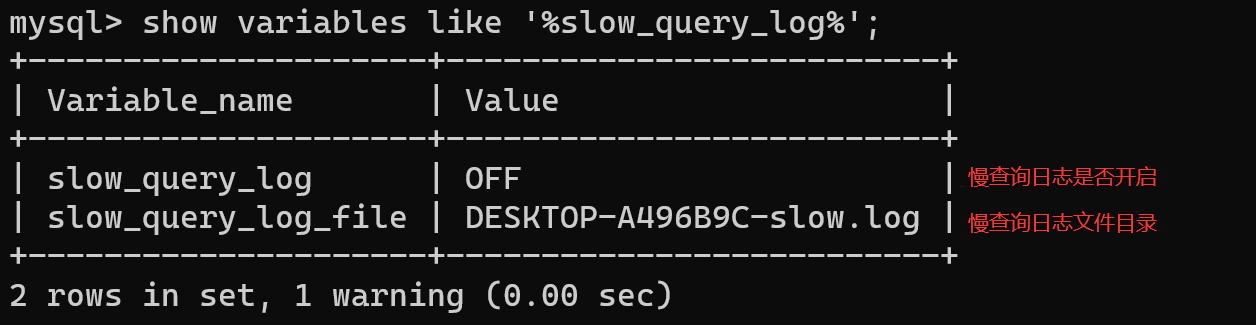 mysql> show variables like '%slow_query_log%';
+---------------------+--------------------------+
| Variable_name       | Value                    |
+---------------------+--------------------------+
| slow_query_log      | OFF                      | 慢查询日志是否开启
| slow_query_log_file | DESKTOP-A496B9C-slow.log | 慢查询日志文件目录
+---------------------+--------------------------+
2 rows in set, 1 warning (0.00 sec)